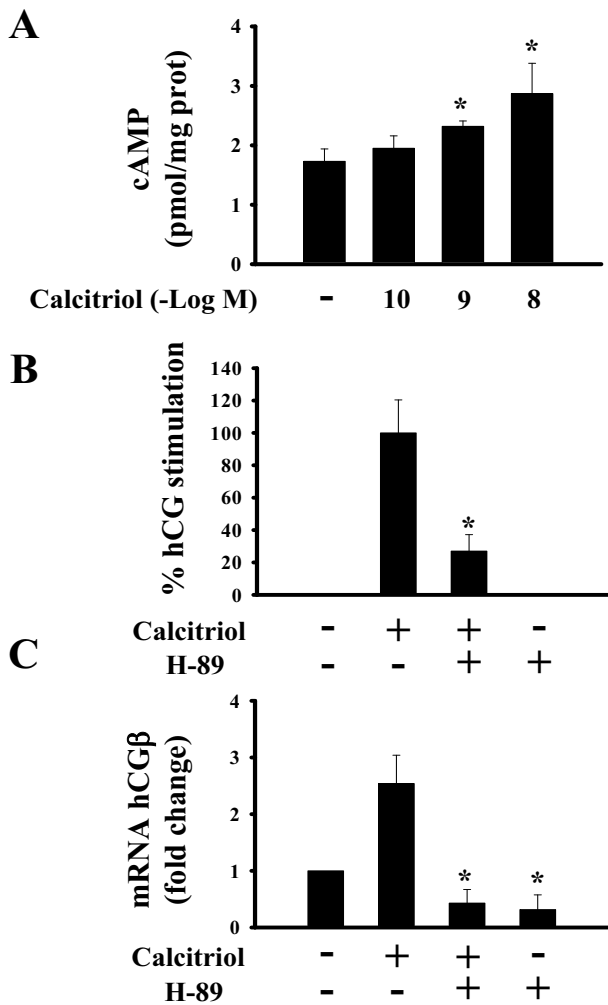 A
cAMP
(pmol/mg prot)
4
3
2
1
0
* *
Calcitriol (-Log M) - 10 9 8
B
% hCG stimulation
140
120
100
80
60
40
20
0
*
Calcitriol - + + -
H-89 - - + +
C
mRNA hCGβ
(fold change)
4
3
2
1
0
* *
Calcitriol - + + -
H-89 - - + +